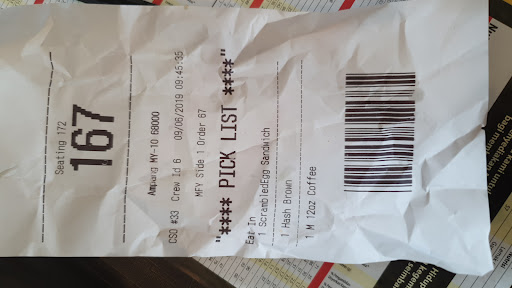 Seating 172
167
Ampang MY-10 68000
CSO #33 Crew Id 6 09/06/2019 09:45:35
MFY Side 1 Order 67
"**** PICK LIST ****"
Eat In
1 ScrambledEgg Sandwich
1 Hash Brown
1 M 12oz Coffee